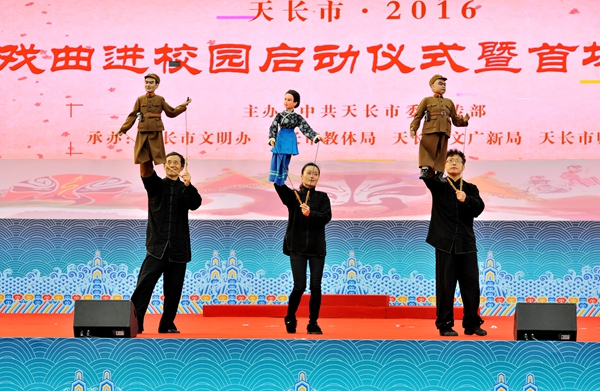 天长市·2016
戏曲进校园启动仪式暨首场
主办 中共天长市委 部
承办 长市文明办 教体局 天长 文广新局 天长市